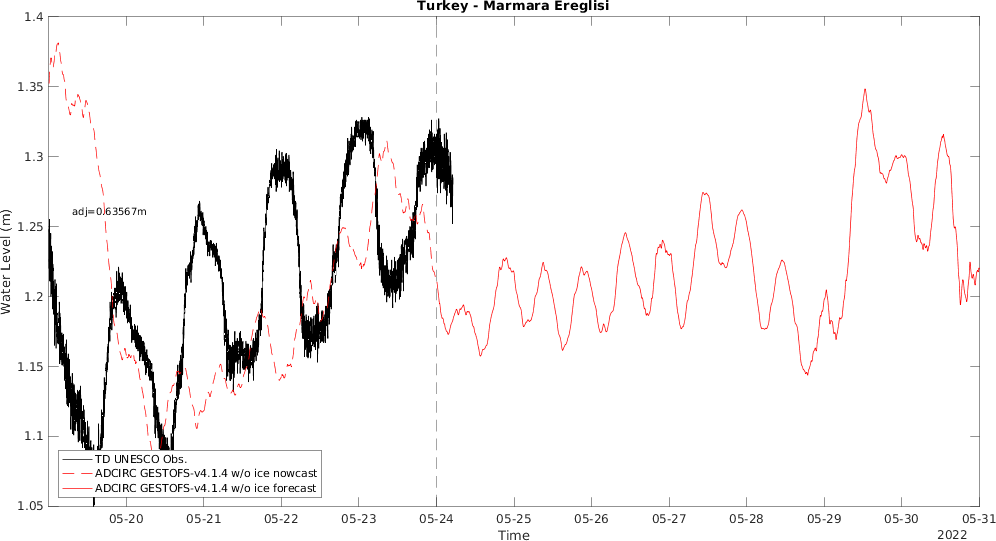 Turkey - Marmara Ereglisi
1.4
1.35
1.3
1.25
1.2
1.15
1.1
1.05
Water Level (m)
adj=0.63567m
TD UNESCO Obs.
ADCIRC GESTOFS-v4.1.4 w/o ice nowcast
ADCIRC GESTOFS-v4.1.4 w/o ice forecast
05-20 05-21 05-22 05-23 05-24 05-25 05-26 05-27 05-28 05-29 05-30 05-31
Time
2022